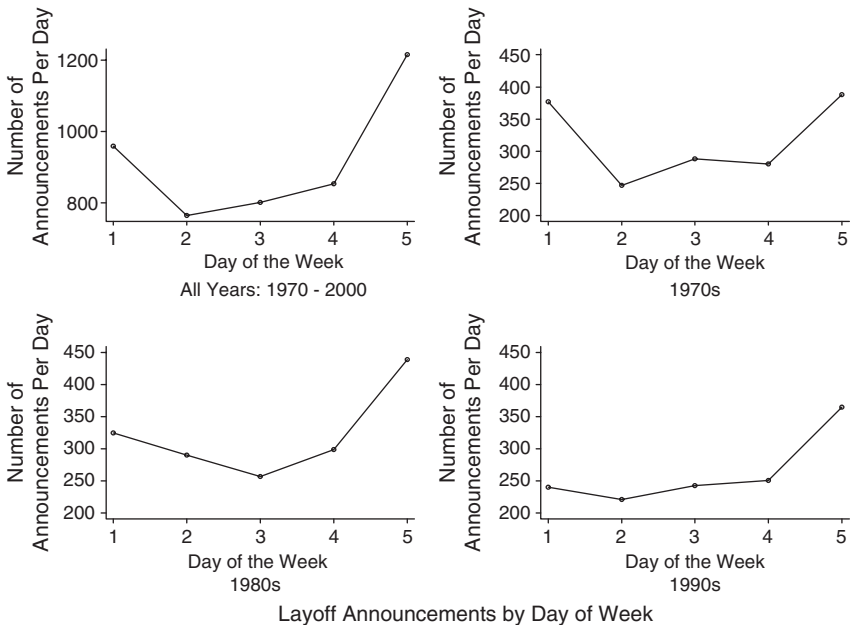 Number of
Announcements Per Day
1200
1000
800
1 2 3 4 5
Day of the Week
All Years: 1970 - 2000
Number of
Announcements Per Day
450
400
350
300
250
200
1 2 3 4 5
Day of the Week
1970s
Number of
Announcements Per Day
450
400
350
300
250
200
1 2 3 4 5
Day of the Week
1980s
Number of
Announcements Per Day
450
400
350
300
250
200
1 2 3 4 5
Day of the Week
1990s
Layoff Announcements by Day of Week